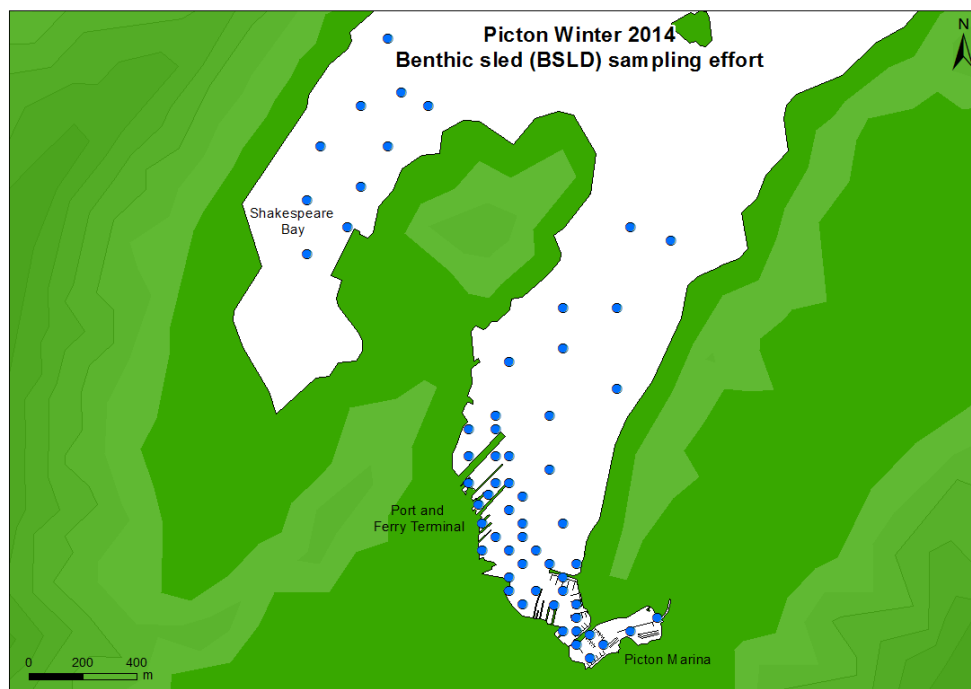 Picton Winter 2014
Benthic sled (BSLD) sampling effort
N
Shakespeare
Bay
Port and
Ferry Terminal
Picton Marina
0 200 400
m